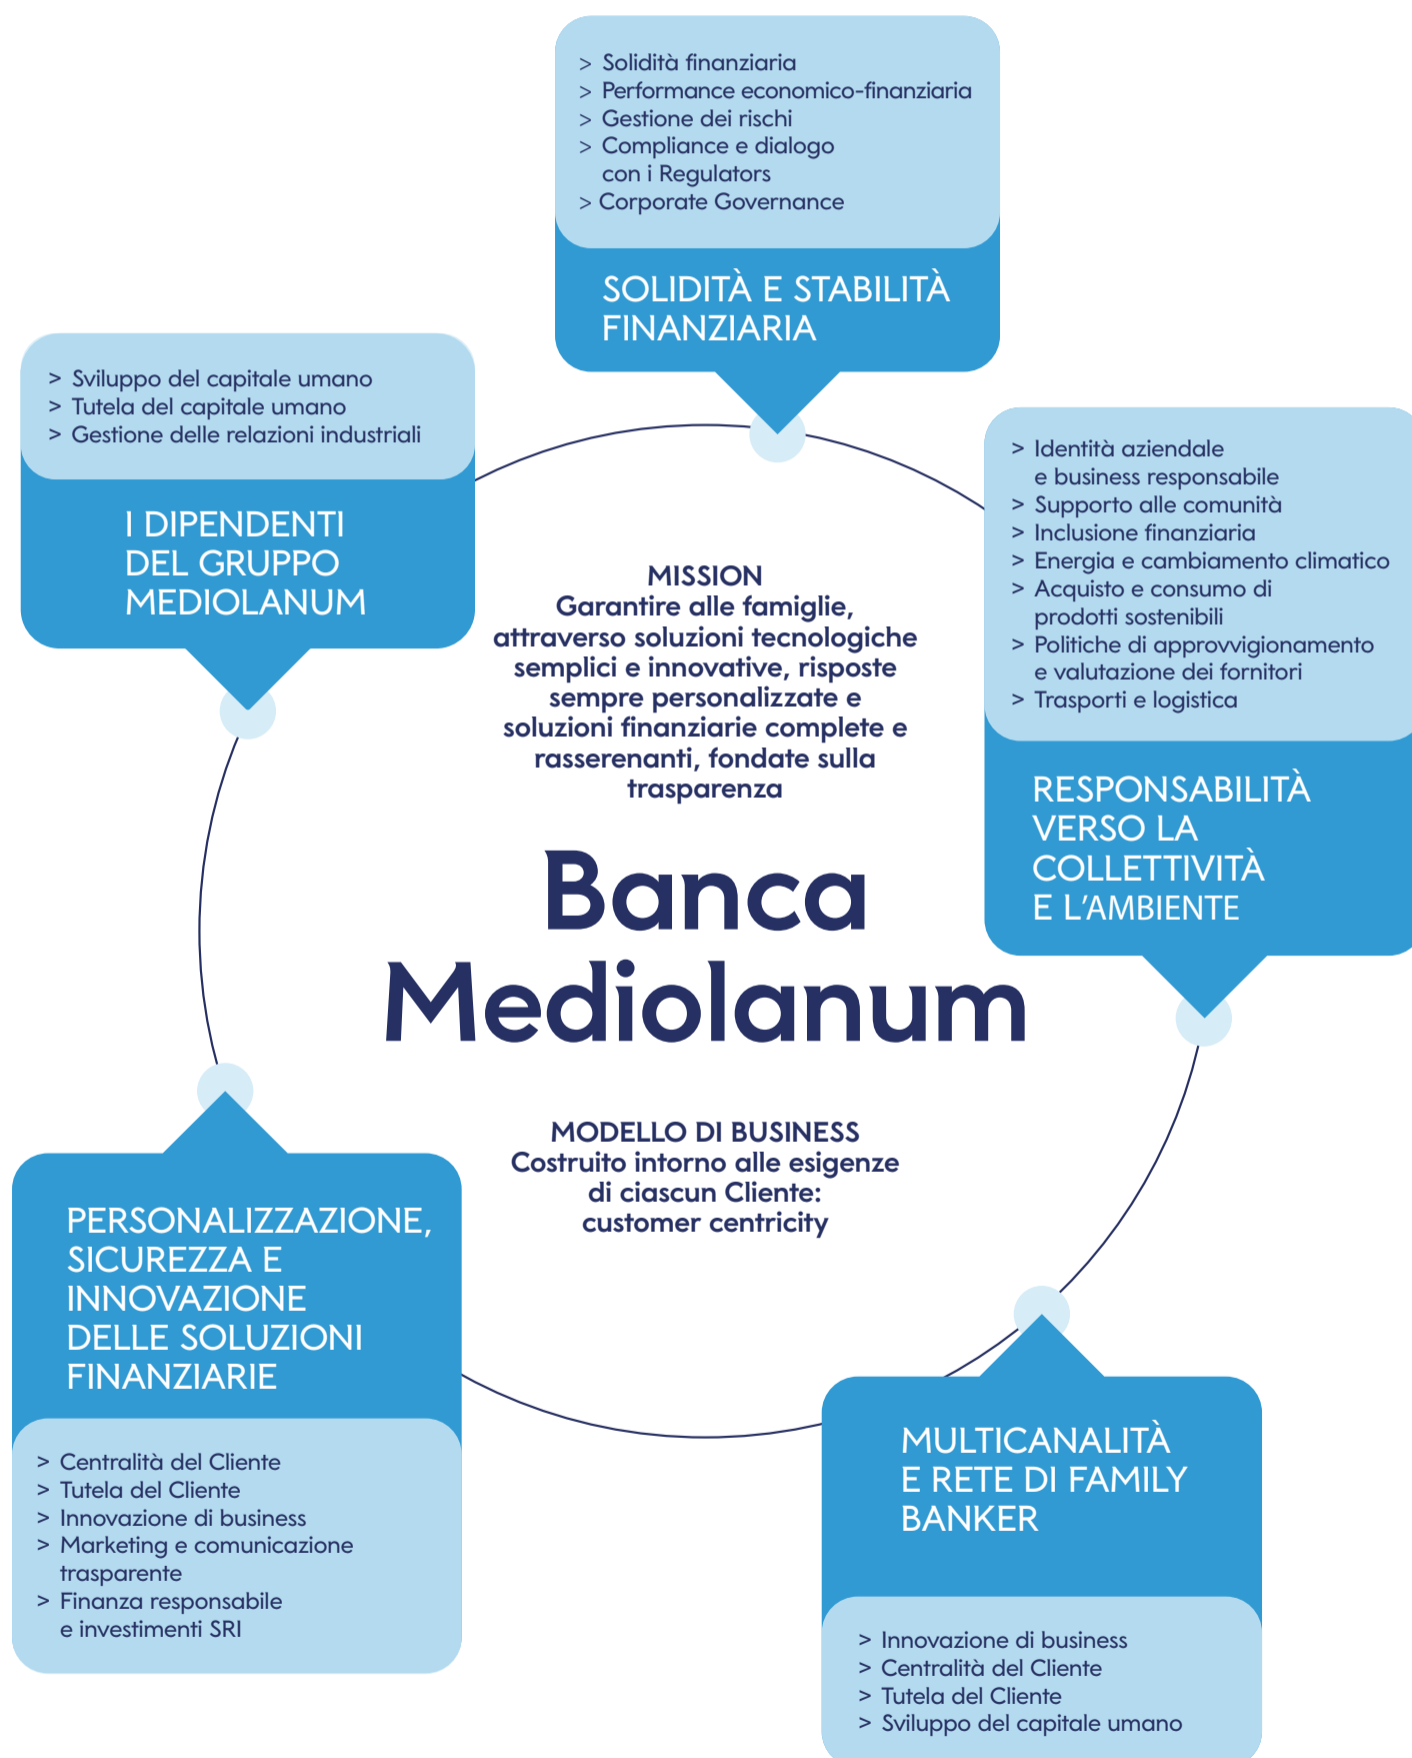 > Solidità finanziaria
> Performance economico-finanziaria
> Gestione dei rischi
> Compliance e dialogo
con i Regulators
> Corporate Governance
SOLIDITÀ E STABILITÀ
FINANZIARIA
> Sviluppo del capitale umano
> Tutela del capitale umano
> Gestione delle relazioni industriali
I DIPENDENTI
DEL GRUPPO
MEDIOLANUM
> Identità aziendale
e business responsabile
> Supporto alle comunità
> Inclusione finanziaria
> Energia e cambiamento climatico
> Acquisto e consumo di
prodotti sostenibili
> Politiche di approvvigionamento
e valutazione dei fornitori
> Trasporti e logistica
RESPONSABILITÀ
VERSO LA
COLLETTIVITÀ
E L'AMBIENTE
MISSION
Garantire alle famiglie,
attraverso soluzioni tecnologiche
semplici e innovative, risposte
sempre personalizzate e
soluzioni finanziarie complete e
rasserenanti, fondate sulla
trasparenza
Banca
Mediolanum
MODELLO DI BUSINESS
Costruito intorno alle esigenze
di ciascun Cliente:
customer centricity
PERSONALIZZAZIONE,
SICUREZZA E
INNOVAZIONE
DELLE SOLUZIONI
FINANZIARIE
> Centralità del Cliente
> Tutela del Cliente
> Innovazione di business
> Marketing e comunicazione
trasparente
> Finanza responsabile
e investimenti SRI
MULTICANALITÀ
E RETE DI FAMILY
BANKER
> Innovazione di business
> Centralità del Cliente
> Tutela del Cliente
> Sviluppo del capitale umano